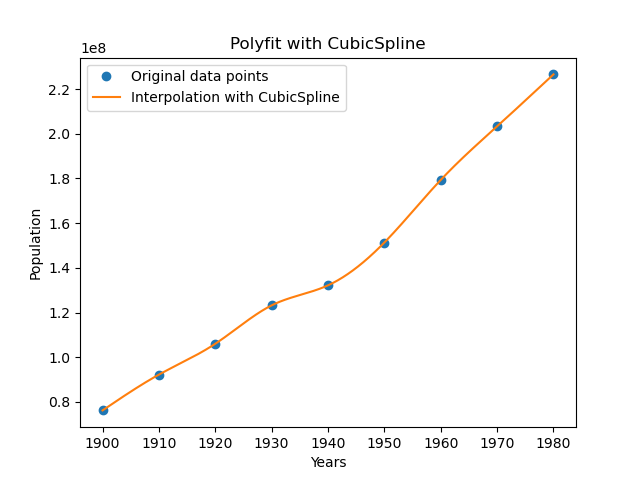 Polyfit with CubicSpline
1e8
Original data points
Interpolation with CubicSpline
2.2
2.0
1.8
1.6
1.4
1.2
1.0
0.8
Population
1900 1910 1920 1930 1940 1950 1960 1970 1980
Years